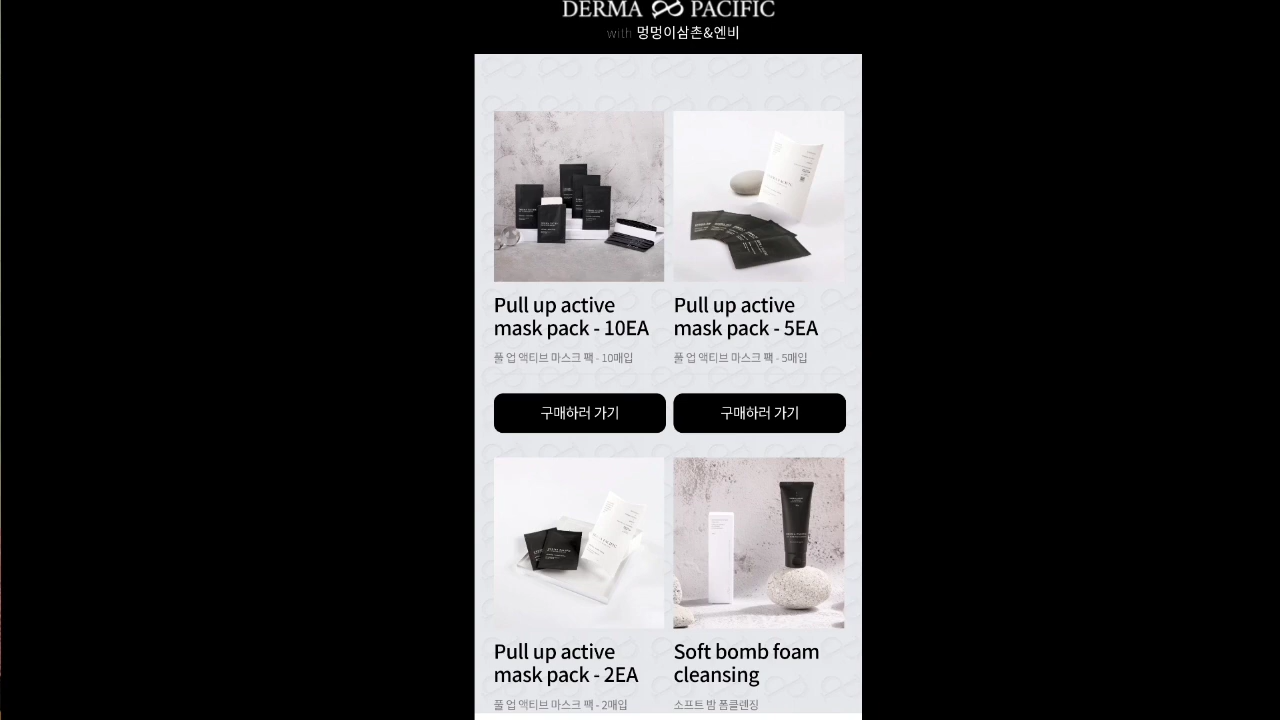 DERMA PACIFIC
with 멍멍이삼촌&엔비
Pull up active
mask pack - 10EA
풀 업 액티브 마스크 팩 - 10매입
구매하러 가기
Pull up active
mask pack - 5EA
풀 업 액티브 마스크 팩 - 5매입
구매하러 가기
Pull up active
mask pack - 2EA
풀 업 액티브 마스크 팩 - 2매입
Soft bomb foam
cleansing
소프트 밤 폼클렌징